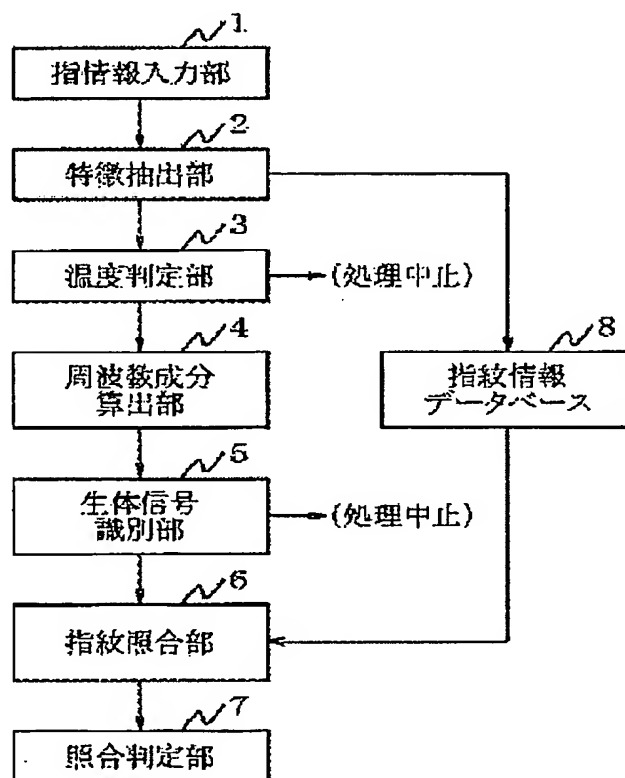 1
指情報入力部
2
特徴抽出部
3
温度判定部
(処理中止)
4
周波数成分
算出部
8
指紋情報
データベース
5
生体信号
識別部
(処理中止)
6
指紋照合部
7
照合判定部